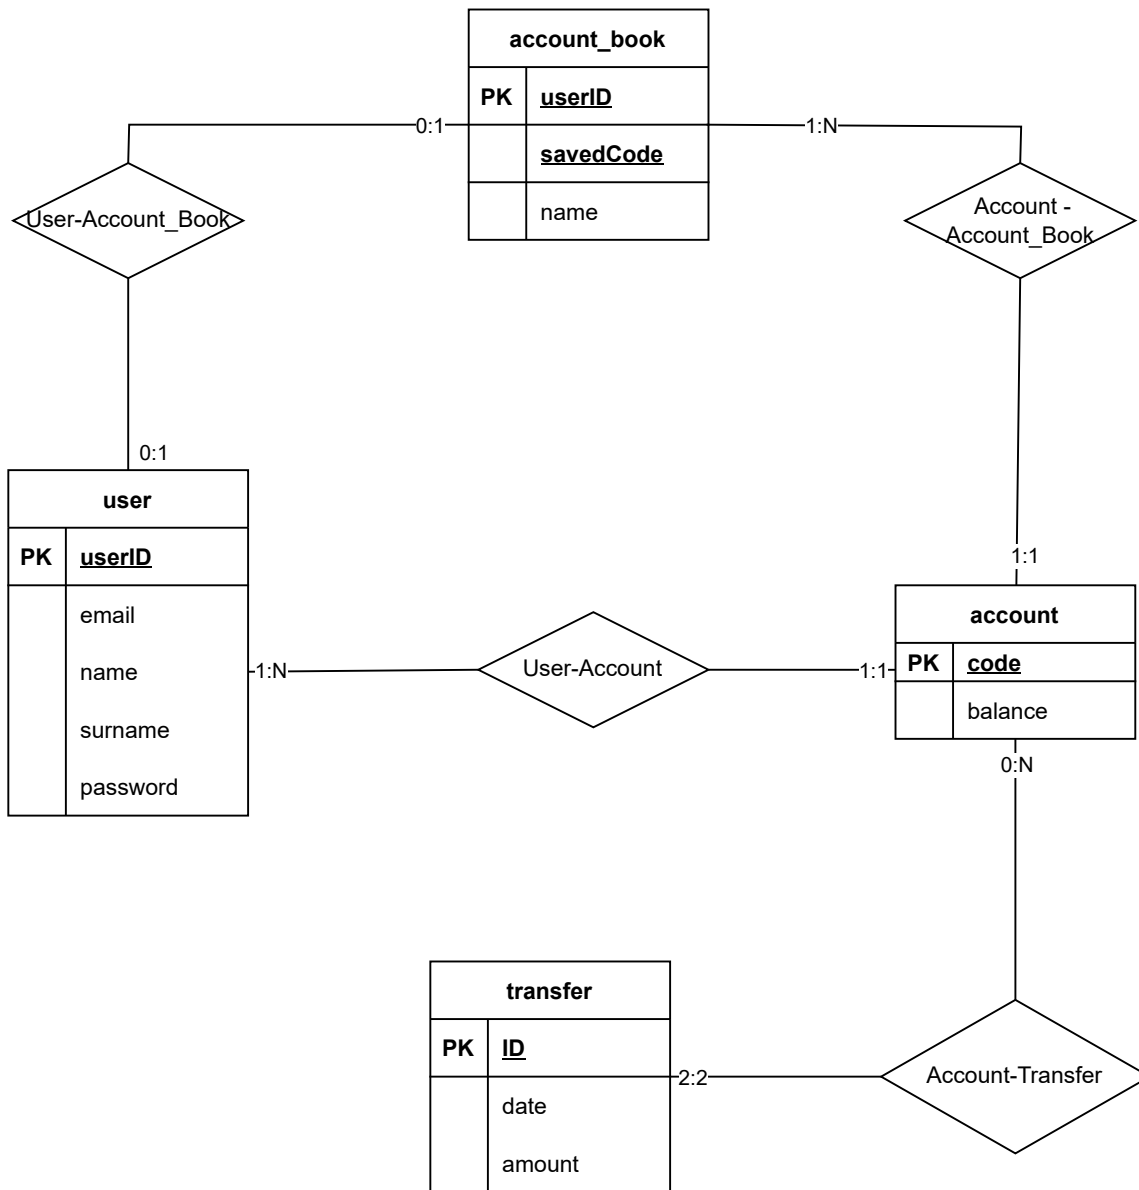 account_book
PK userID
0:1
1:N
savedCode
name
User-Account_Book
Account -
Account_Book
0:1
user
PK userID
email
name
surname
password
1:N
User-Account
1:1
1:1
account
PK code
balance
0:N
transfer
PK ID
date
amount
2:2
Account-Transfer